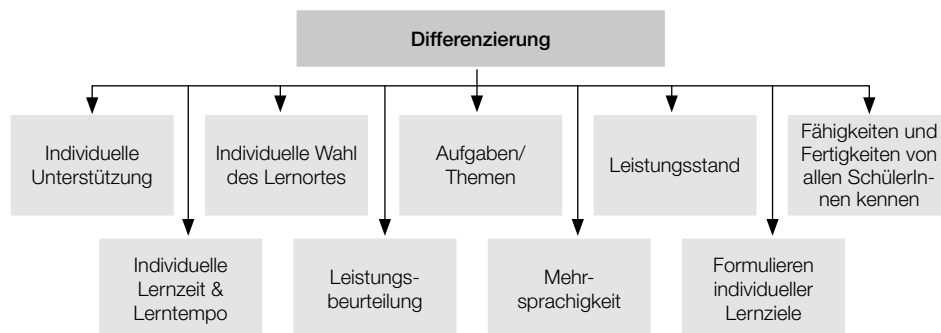 Differenzierung
Individuelle
Unterstützung
Individuelle Wahl
des Lernortes
Aufgaben/
Themen
Leistungsstand
Fähigkeiten und
Fertigkeiten von
allen SchülerIn-
nen kennen
Individuelle
Lernzeit &
Lerntempo
Leistungs-
beurteilung
Mehr-
sprachigkeit
Formulieren
individueller
Lernziele